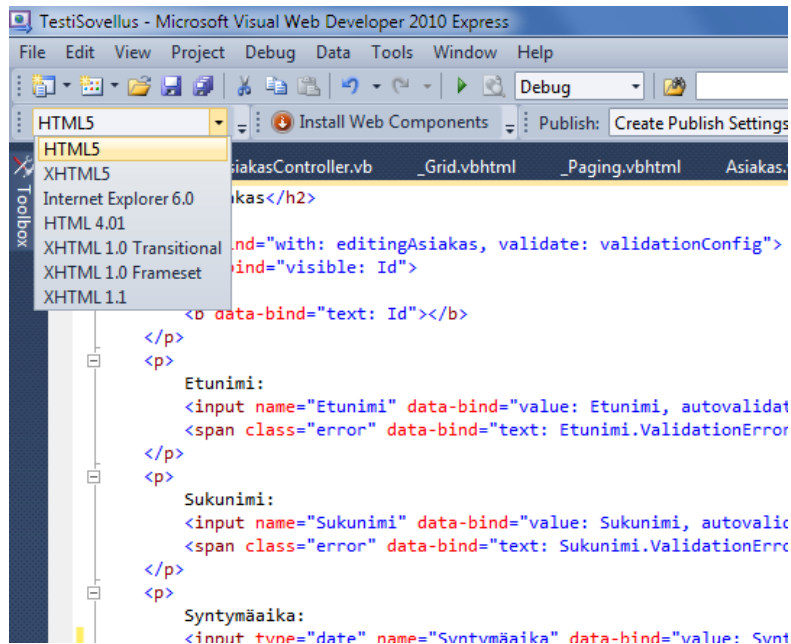 TestiSovellus - Microsoft Visual Web Developer 2010 Express
File Edit View Project Debug Data Tools Window Help
Debug
HTML5 Install Web Components Publish: Create Publish Settings
HTML5
XHTML5
Internet Explorer 6.0
HTML 4.01
XHTML 1.0 Transitional
XHTML 1.0 Frameset
XHTML 1.1
Toolbox
siakasController.vb _Grid.vbhtml _Paging.vbhtml Asiakas.
ikas</h2>
ind="with: editingAsiakas, validate: validationConfig">
ind="visible: Id">
<b data-bind="text: Id"></b>
</p>
<p>
Etunimi:
<input name="Etunimi" data-bind="value: Etunimi, autovalidat
<span class="error" data-bind="text: Etunimi.ValidationError
</p>
<p>
Sukunimi:
<input name="Sukunimi" data-bind="value: Sukunimi, autovalid
<span class="error" data-bind="text: Sukunimi.ValidationErro
</p>
<p>
Syntymäaika:
<input type="date" name="Syntymäaika" data-bind="value: Synt